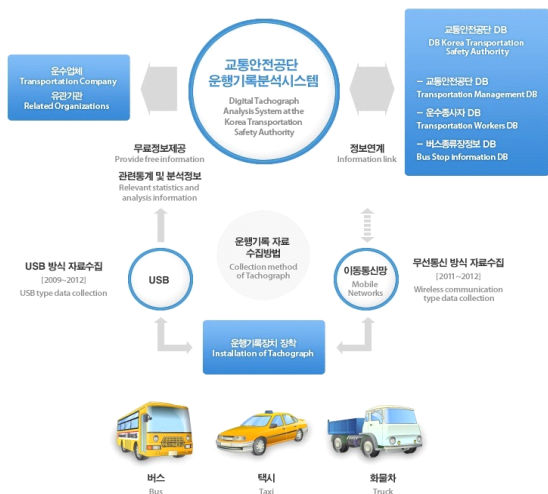 교통안전공단
운행기록분석시스템
Digital Tachograph
Analysis System at the
Korea Transportation
Safety Authority
운수업체
Transportation Company
유관기관
Related Organizations
교통안전공단 DB
DB Korea Transportation
Safety Authority
– 교통안전공단 DB
Transportation Management DB
– 운수종사자 DB
Transportation Workers DB
– 버스종류장정보 DB
Bus Stop information DB
무료정보제공
Provide free information
관련통계 및 분석정보
Relevant statistics and
analysis information
정보연계
Information link
USB 방식 자료수집
[2009~2012]
USB type data collection
USB
운행기록 자료
수집방법
Collection method
of Tachograph
이동통신망
Mobile
Networks
무선통신 방식 자료수집
[2011~2012]
Wireless communication
type data collection
운행기록장치 장착
Installation of Tachograph
버스
Bus
택시
Taxi
화물차
Truck